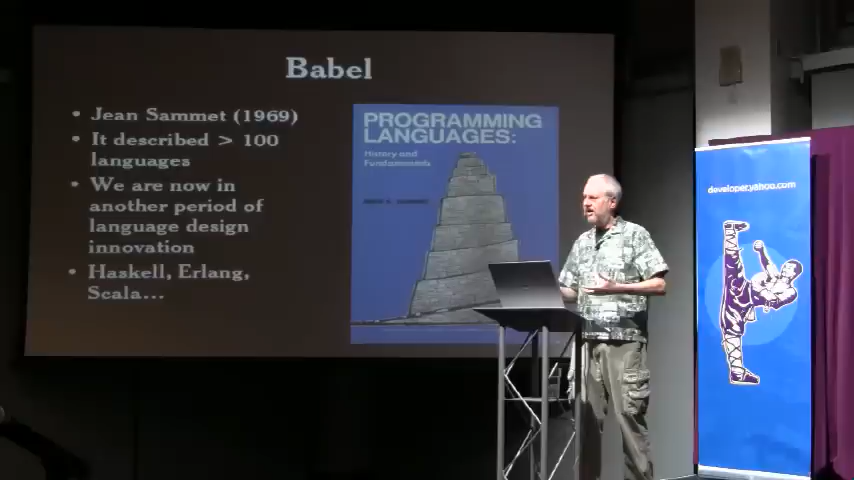 Babel
• Jean Sammet (1969)
• It described > 100
languages
• We are now in
another period of
language design
innovation
• Haskell, Erlang,
Scala...
PROGRAMMING
LANGUAGES:
History and
Fundamentals
developer.yahoo.com